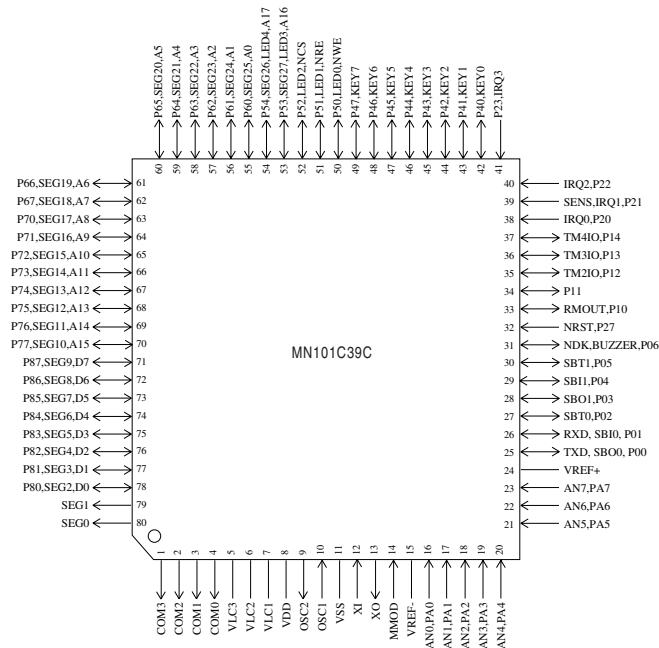 P65,SEG20,A5
P64,SEG21,A4
P63,SEG22,A3
P62,SEG23,A2
P61,SEG24,A1
P60,SEG25,A0
P54,SEG26,LED4,A17
P53,SEG27,LED3,A16
P52,LED2,NCS
P51,LED1,NRE
P50,LED0,NWE
P47,KEY7
P46,KEY6
P45,KEY5
P44,KEY4
P43,KEY3
P42,KEY2
P41,KEY1
P40,KEY0
P23,IRQ3
60 59 58 57 56 55 54 53 52 51 50 49 48 47 46 45 44 43 42 41
P66,SEG19,A6 61
P67,SEG18,A7 62
P70,SEG17,A8 63
P71,SEG16,A9 64
P72,SEG15,A10 65
P73,SEG14,A11 66
P74,SEG13,A12 67
P75,SEG12,A13 68
P76,SEG11,A14 69
P77,SEG10,A15 70
P87,SEG9,D7 71
P86,SEG8,D6 72
P85,SEG7,D5 73
P84,SEG6,D4 74
P83,SEG5,D3 75
P82,SEG4,D2 76
P81,SEG3,D1 77
P80,SEG2,D0 78
SEG1 79
SEG0 80
MN101C39C
40 IRQ2,P22
39 SENS,IRQ1,P21
38 IRQ0,P20
37 TM4IO,P14
36 TM3IO,P13
35 TM2IO,P12
34 P11
33 RMOUT,P10
32 NRST,P27
31 NDK,BUZZER,P06
30 SBT1,P05
29 SBI1,P04
28 SBO1,P03
27 SBT0,P02
26 RXD, SBI0, P01
25 TXD, SBO0, P00
24 VREF+
23 AN7,PA7
22 AN6,PA6
21 AN5,PA5
1 2 3 4 5 6 7 8 9 10 11 12 13 14 15 16 17 18 19 20
COM3
COM2
COM1
COM0
VLC3
VLC2
VLC1
VDD
OSC2
OSC1
VSS
XI
XO
MMOD
VREF-
AN0,PA0
AN1,PA1
AN2,PA2
AN3,PA3
AN4,PA4